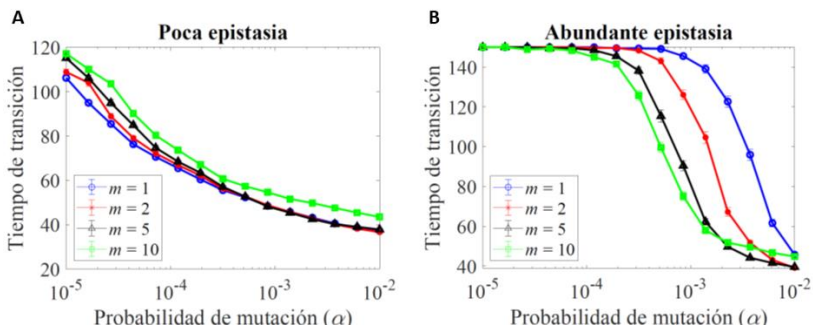 A
Poca epistasia
Tiempo de transición
120
100
80
60
40
20
m = 1
m = 2
m = 5
m = 10
10-5
10-4
10-3
10-2
Probabilidad de mutación (α)
B
Abundante epistasia
Tiempo de transición
140
120
100
80
60
40
m = 1
m = 2
m = 5
m = 10
10-5
10-4
10-3
10-2
Probabilidad de mutación (α)